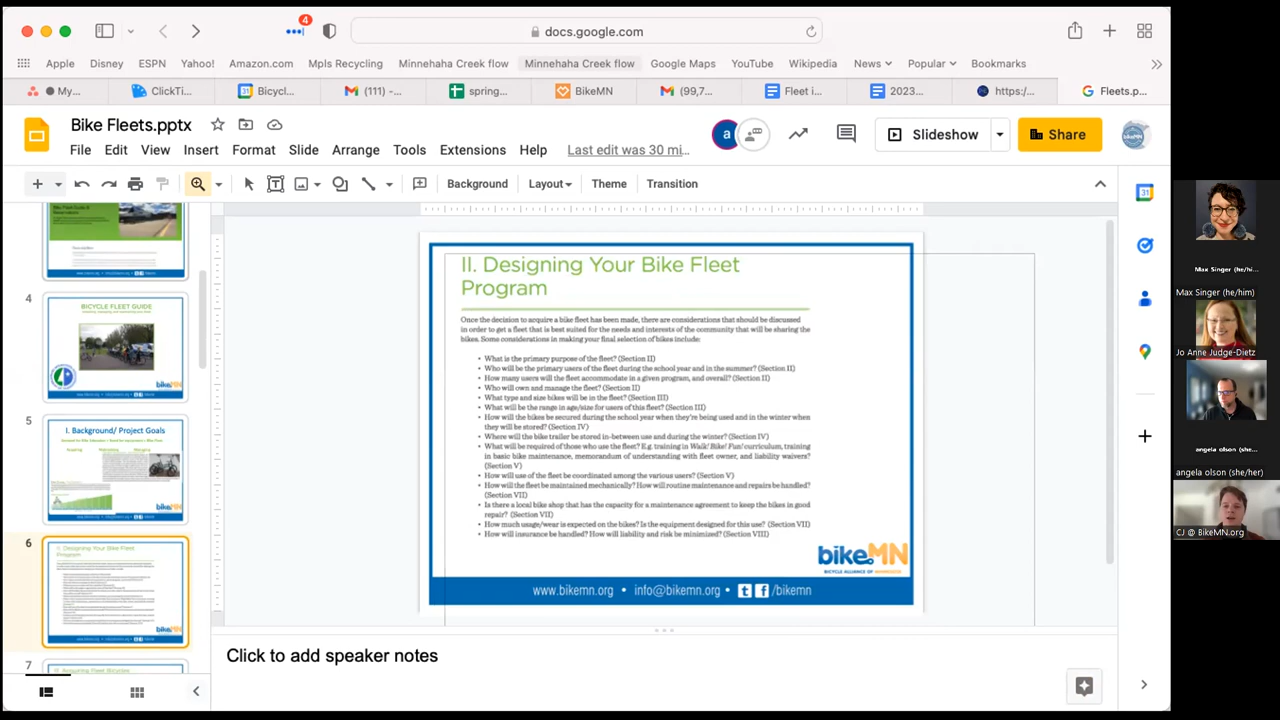 4
docs.google.com
Apple Disney ESPN Yahoo! Amazon.com Mpls Recycling Minnehaha Creek flow Minnehaha Creek flow Google Maps YouTube Wikipedia News Popular Bookmarks
My... ClickTi... Bicycl... (111) -... spring... BikeMN (99,7... Fleet i... 2023... https:/... Fleets.p...
Bike Fleets.pptx
a
Slideshow
Share
File Edit View Insert Format Slide Arrange Tools Extensions Help Last edit was 30 mi...
Background Layout Theme Transition
4
BICYCLE FLEET GUIDE
bikeMN
5
I. Background/ Project Goals
bikeMN
6
II. Designing Your Bike Fleet
Program
bikeMN
7
II. Designing Your Bike Fleet
Program
Once the decision to acquire a bike fleet has been made, there are considerations that should be discussed
in order to get a fleet that is best suited for the needs and interests of the community that will be sharing the
bikes. Some considerations in making your final selection of bikes include:
• What is the primary purpose of the fleet? (Section II)
• Who will be the primary users of the fleet during the school year and in the summer? (Section II)
• How many users will the fleet accommodate in a given program, and overall? (Section II)
• Who will own and manage the fleet? (Section II)
• What type and size bikes will be in the fleet? (Section III)
• What will be the range in age/size for users of this fleet? (Section III)
• How will the bikes be secured during the school year when they're being used and in the winter when
they will be stored? (Section IV)
• Where will the bike trailer be stored in-between use and during the winter? (Section IV)
• What will be required of those who use the fleet? E.g. training in Walk! Bike! Fun! curriculum, training
in basic bike maintenance, memorandum of understanding with fleet owner, and liability waivers?
(Section V)
• How will use of the fleet be coordinated among the various users? (Section V)
• How will the fleet be maintained mechanically? How will routine maintenance and repairs be handled?
(Section VII)
• Is there a local bike shop that has the capacity for a maintenance agreement to keep the bikes in good
repair? (Section VII)
• How much usage/wear is expected on the bikes? Is the equipment designed for this use? (Section VII)
• How will insurance be handled? How will liability and risk be minimized? (Section VIII)
bikeMN
BICYCLE ALLIANCE OF MINNESOTA
www.bikemn.org • info@bikemn.org • t f /bikemn
Click to add speaker notes
31
Max Singer (he/hi...
Max Singer (he/him)
Jo Anne Judge-Dietz
angela olson (she...
angela olson (she/her)
CJ @ BikeMN.org